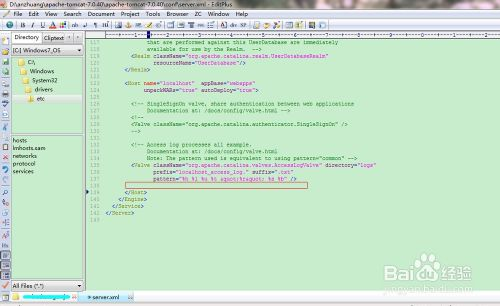 D:\anzhuang\apache-tomcat-7.0.40\apache-tomcat-7.0.40\conf\server.xml - EditPlus
File Edit View Search Document Project Tools Browser ZC Window Help
Directory Cliptext
[C:] Windows7_OS
C:\
Windows
System32
drivers
etc
hosts
lmhosts.sam
networks
protocol
services
All Files (*.*)
that are performed against this UserDatabase are immediately
available for use by the Realm. -->
<Realm className="org.apache.catalina.realm.UserDatabaseRealm"
resourceName="UserDatabase"/>
</Realm>
<Host name="localhost" appBase="webapps"
unpackWARs="true" autoDeploy="true">
<!-- SingleSignOn valve, share authentication between web applications
Documentation at: /docs/config/valve.html -->
<!--
<Valve className="org.apache.catalina.authenticator.SingleSignOn" />
-->
<!-- Access log processes all example.
Documentation at: /docs/config/valve.html
Note: The pattern used is equivalent to using pattern="common" -->
<Valve className="org.apache.catalina.valves.AccessLogValve" directory="logs"
prefix="localhost_access_log." suffix=".txt"
pattern="%h %l %u %t &quot;%r&quot; %s %b" />
</Host>
</Engine>
</Service>
</Server>
server.xml
Baidu 经验
jingyan.baidu.com